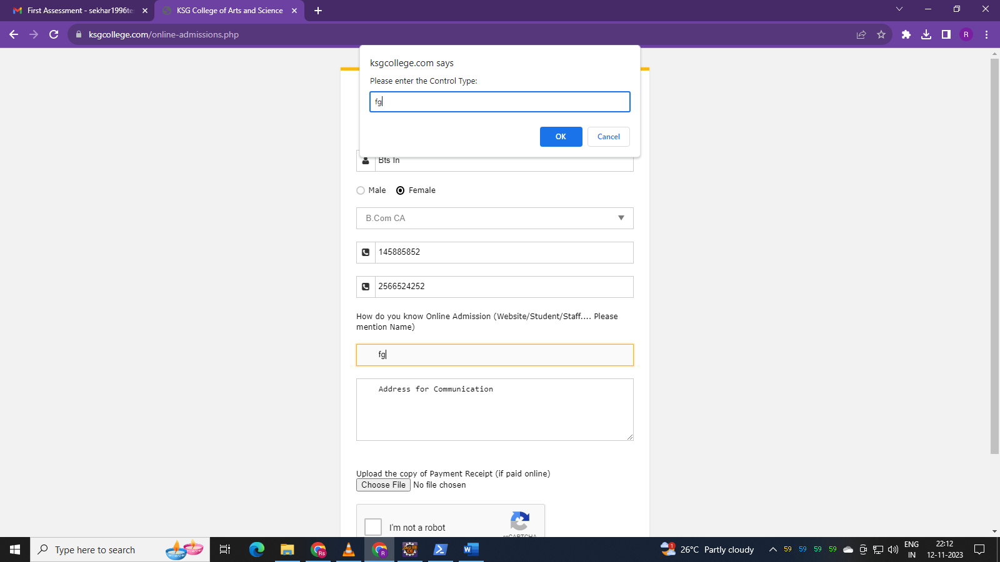 First Assessment - sekhar1996te
KSG College of Arts and Science
ksgcollege.com/online-admissions.php
R
ksgcollege.com says
Please enter the Control Type:
fg
OK
Cancel
Bts In
Male
Female
B.Com CA
145885852
2566524252
How do you know Online Admission (Website/Student/Staff.... Please
mention Name)
fg
Address for Communication
Upload the copy of Payment Receipt (if paid online)
Choose File No file chosen
I'm not a robot
reCAPTCHA
Type here to search
Rs
R
W
1
26°C Partly cloudy
59
59
59
59
ENG
IN
22:12
12-11-2023